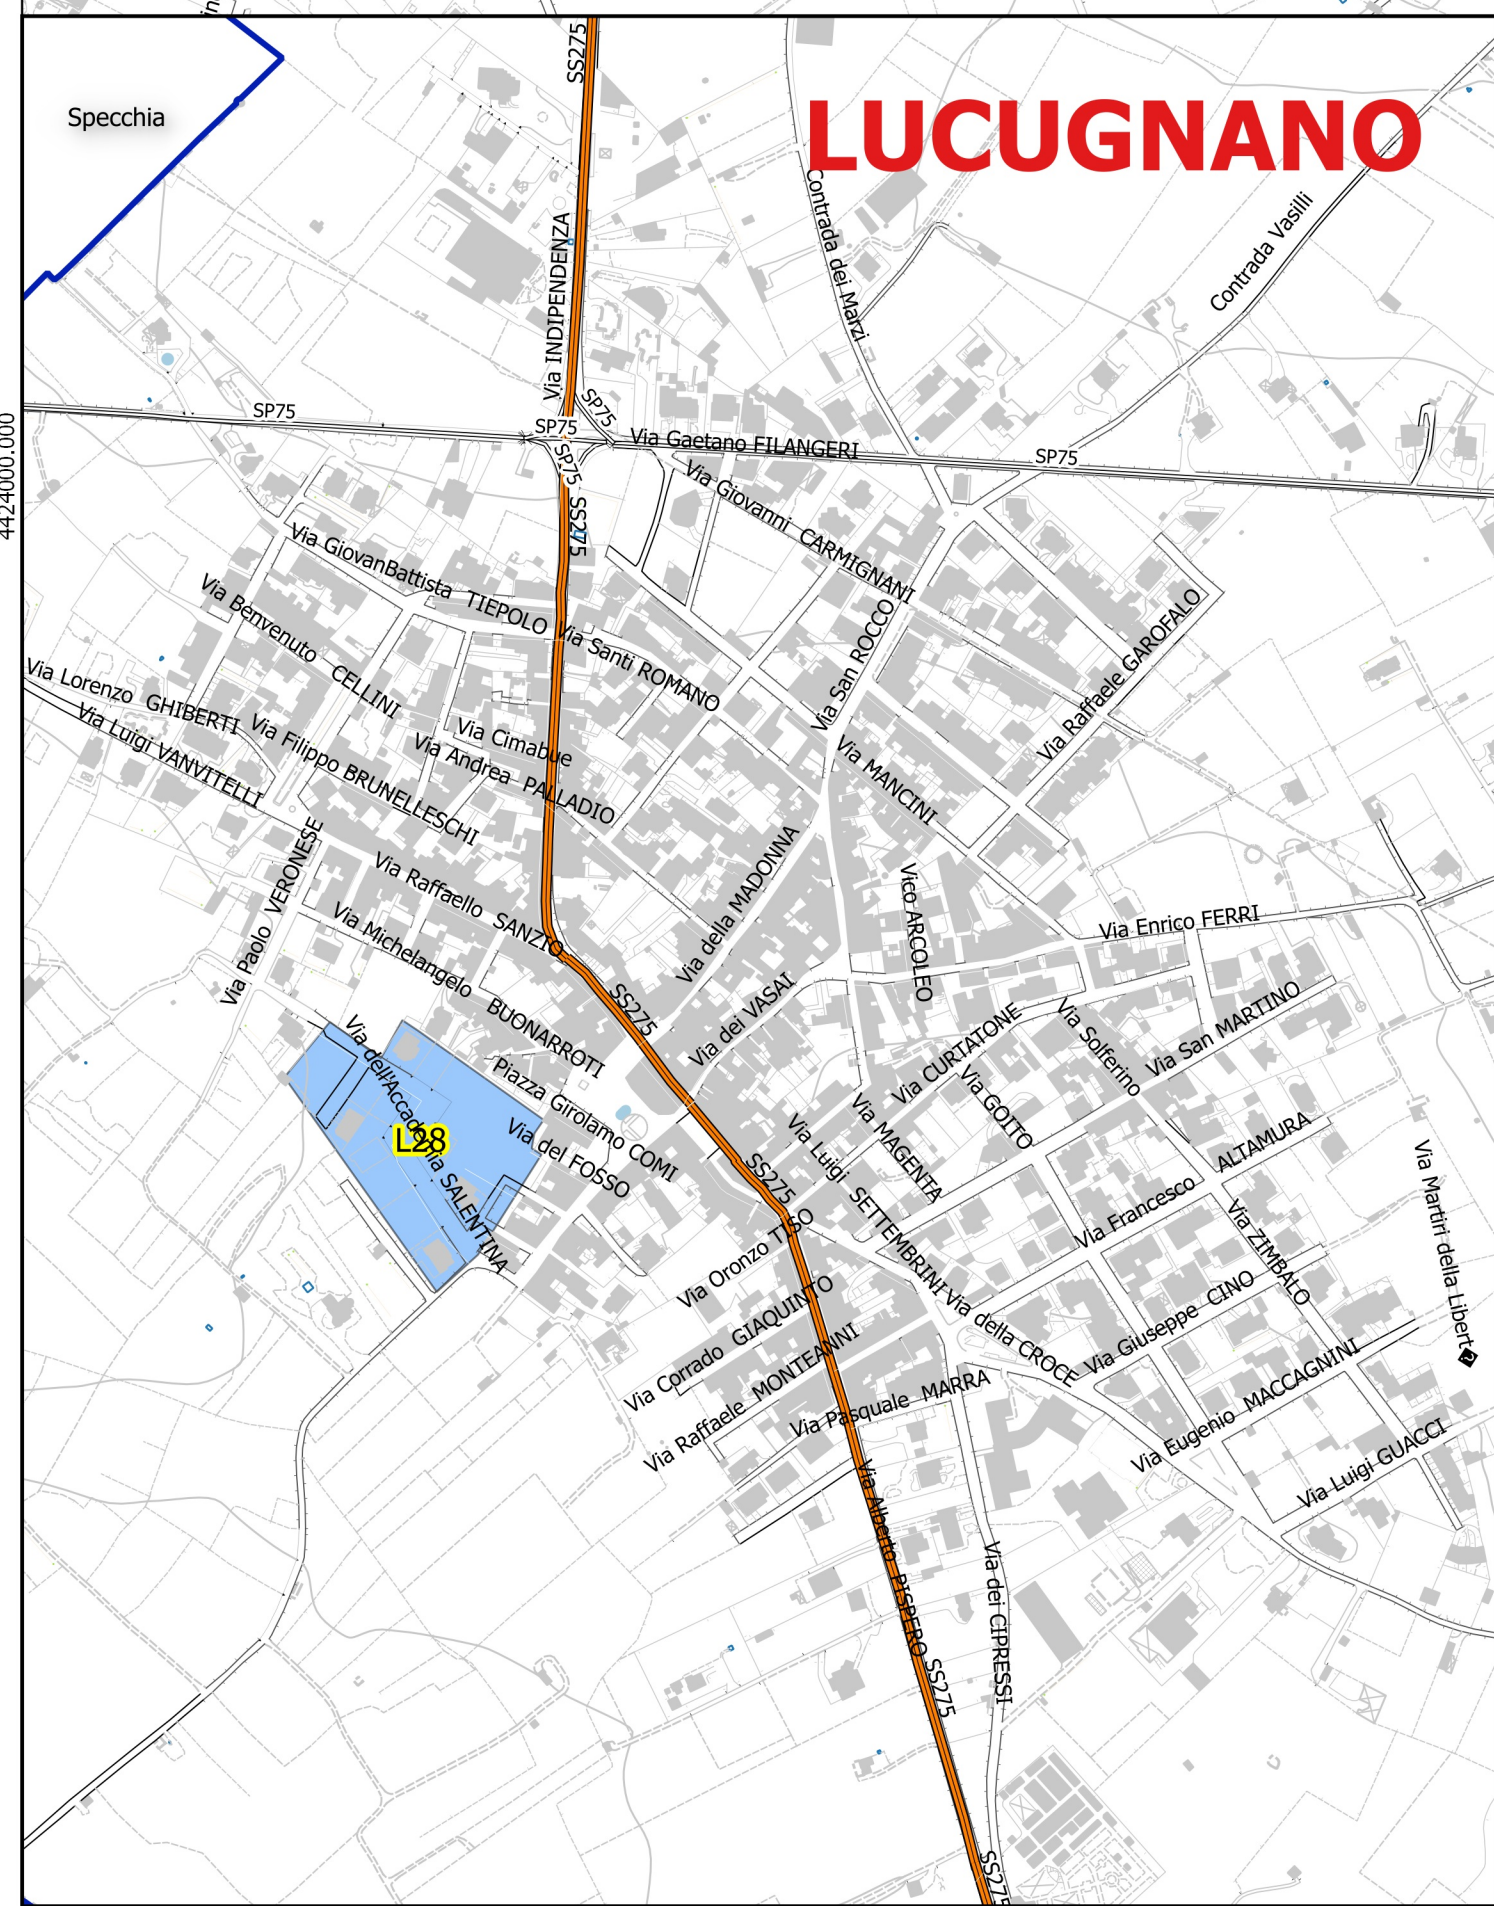 SS275
Specchia
LUCUGNANO
Contrada dei Marzi
Contrada Vasilli
Via INDIPENDENZA
4424000.000
SP75
SP75
SP75
Via Gaetano FILANGERI
SP75
SP75
SS275
Via Giovanni CARMIGNANI
Via GiovanBattista TIEPOLO
Via Benvenuto CELLINI
Via Santi ROMANO
Via San ROCCO
Via Raffaele GAROFALO
Via Lorenzo GHIBERTI
Via Luigi VANVITELLI
Via Filippo BRUNELLESCHI
Via Cimabue
Via Andrea PALLADIO
Via MANCINI
Via Paolo VERONESE
Via Raffaello SANZIO
Via della MADONNA
Vico ARCOLEO
Via Enrico FERRI
Via Michelangelo BUONARROTI
SS275
Via dei VASAI
Via CURTATONE
Via Solferino
Via San MARTINO
Via dell'Accademia SALENTINA
L28
Piazza Girolamo COMI
Via del FOSSO
Via GOITO
Via MAGENTA
Via Luigi SETTEMBRINI
SS275
Via Francesco ALTAMURA
Via Martiri della Libert
Via Oronzo TISO
Via ZIMBALO
Via Corrado GIAQUINTO
Via della CROCE
Via Giuseppe CINO
Via Raffaele MONTEANNI
Via Pasquale MARRA
Via Eugenio MACCAGNINI
Via Luigi GUACCI
Via Alberto PISPERO
Via dei CIPRESSI
SS275
SS275